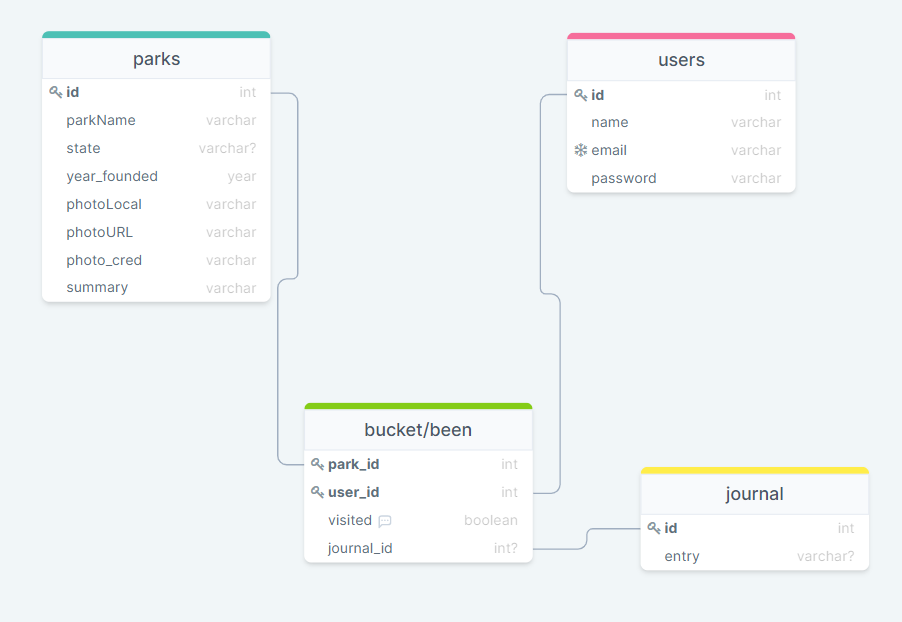 parks
id int
parkName varchar
state varchar?
year_founded year
photoLocal varchar
photoURL varchar
photo_cred varchar
summary varchar
users
id int
name varchar
email varchar
password varchar
bucket/been
park_id int
user_id int
visited boolean
journal_id int?
journal
id int
entry varchar?